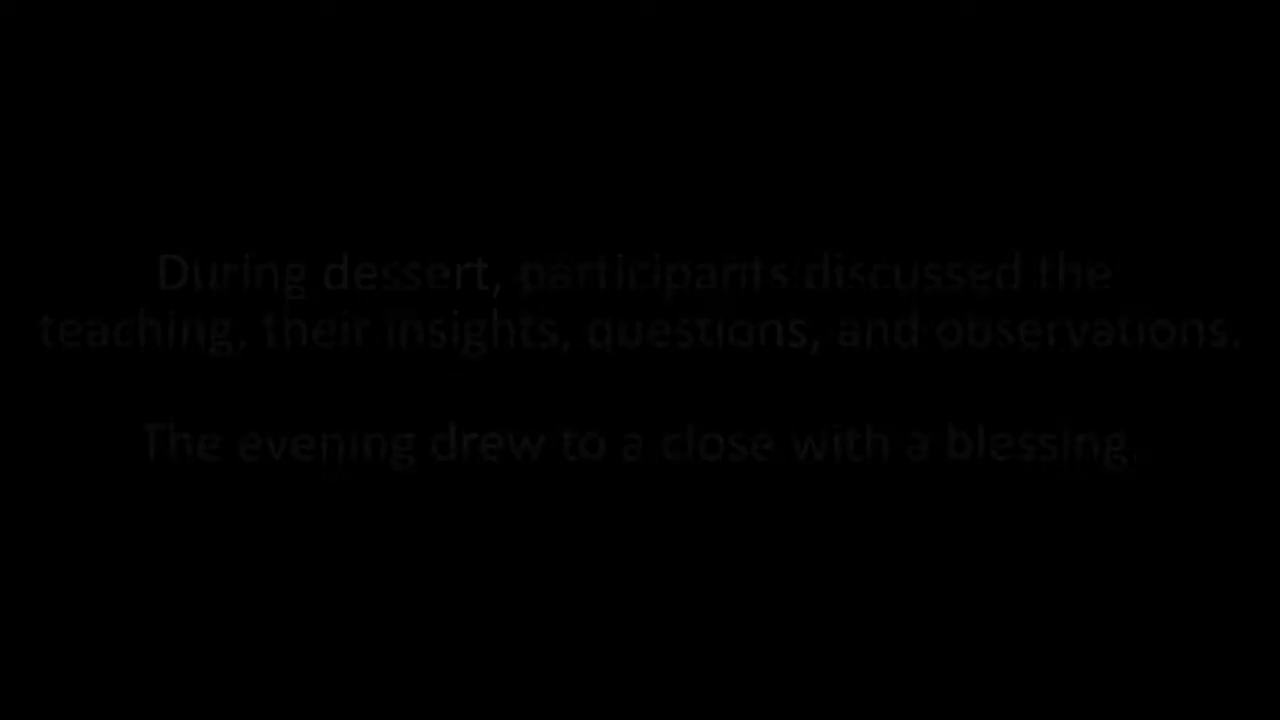 During dessert, participants discussed the
teaching, their insights, questions, and observations.
The evening drew to a close with a blessing.